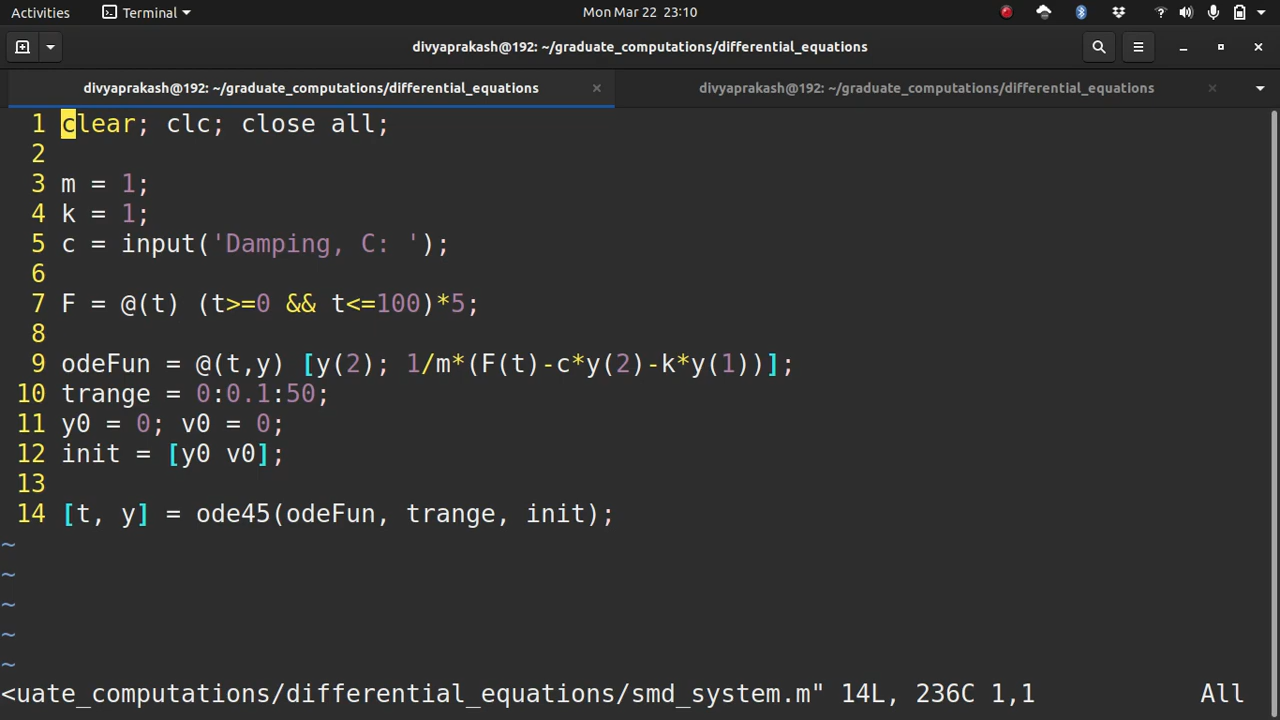 Activities Terminal Mon Mar 22 23:10
divyaprakash@192: ~/graduate_computations/differential_equations
divyaprakash@192: ~/graduate_computations/differential_equations divyaprakash@192: ~/graduate_computations/differential_equations
1 clear; clc; close all;
2
3 m = 1;
4 k = 1;
5 c = input('Damping, C: ');
6
7 F = @(t) (t>=0 && t<=100)*5;
8
9 odeFun = @(t,y) [y(2); 1/m*(F(t)-c*y(2)-k*y(1))];
10 trange = 0:0.1:50;
11 y0 = 0; v0 = 0;
12 init = [y0 v0];
13
14 [t, y] = ode45(odeFun, trange, init);
~
~
~
~
~
<uate_computations/differential_equations/smd_system.m" 14L, 236C 1,1 All